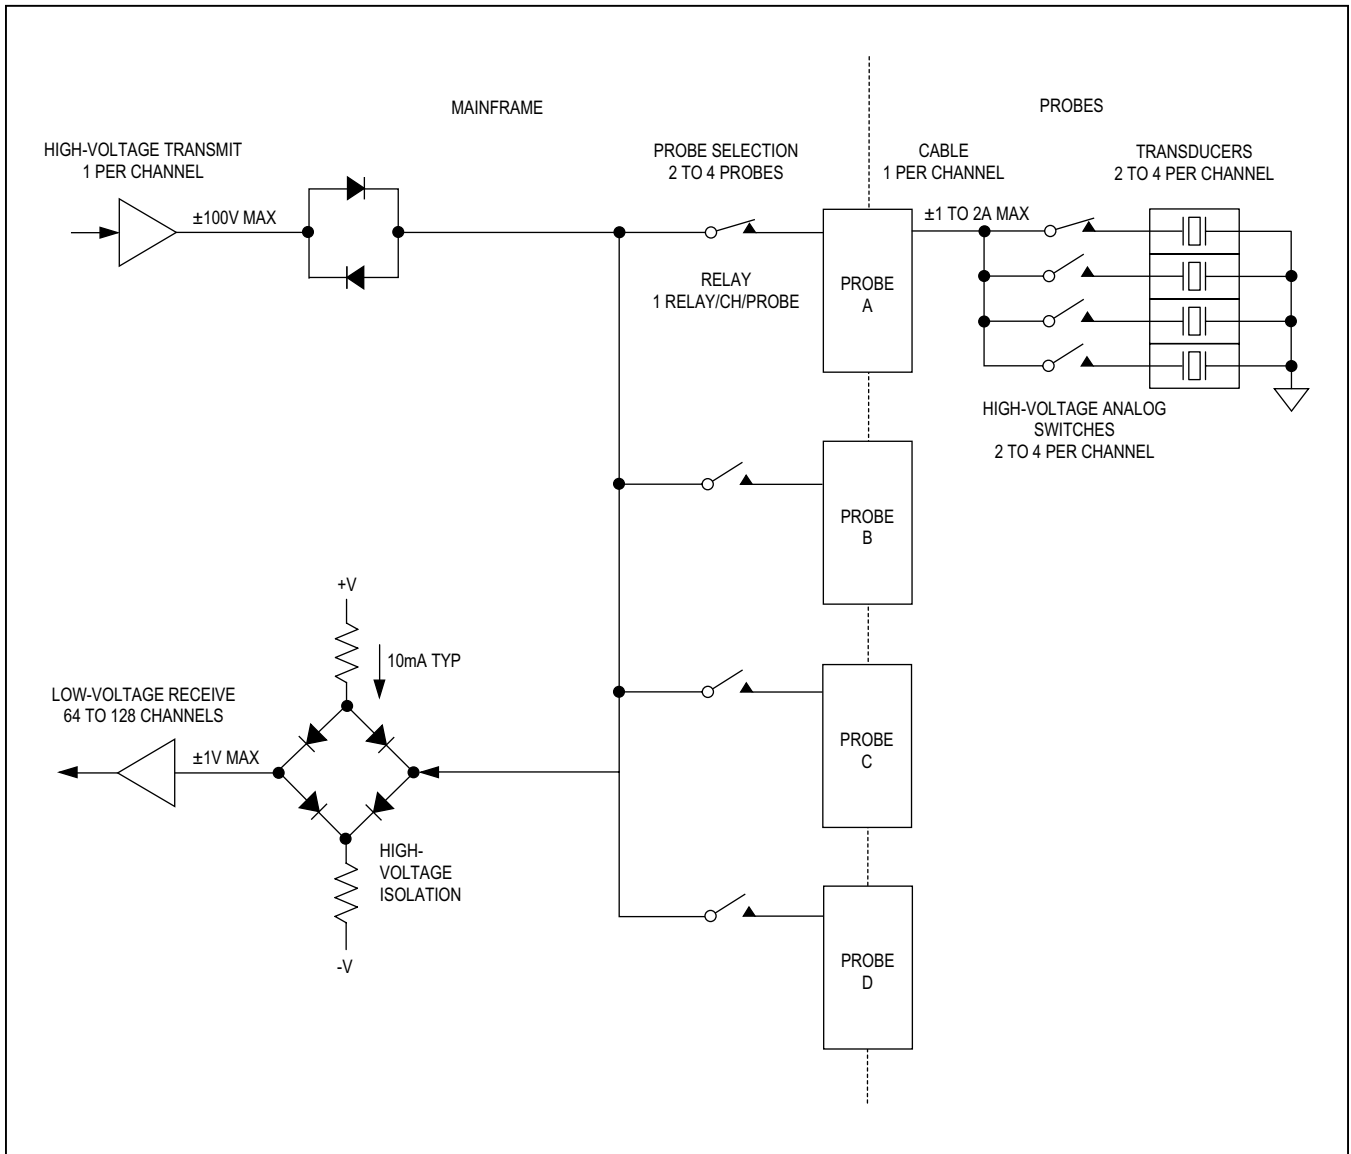 MAINFRAME
PROBES
HIGH-VOLTAGE TRANSMIT
1 PER CHANNEL
±100V MAX
PROBE SELECTION
2 TO 4 PROBES
RELAY
1 RELAY/CH/PROBE
CABLE
1 PER CHANNEL
±1 TO 2A MAX
TRANSDUCERS
2 TO 4 PER CHANNEL
PROBE
A
HIGH-VOLTAGE ANALOG
SWITCHES
2 TO 4 PER CHANNEL
PROBE
B
+V
10mA TYP
LOW-VOLTAGE RECEIVE
64 TO 128 CHANNELS
±1V MAX
HIGH-
VOLTAGE
ISOLATION
-V
PROBE
C
PROBE
D